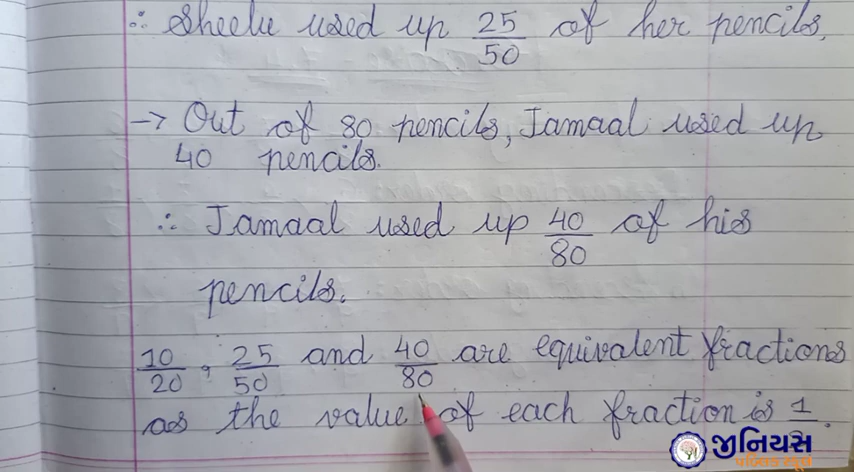 ∴ Sheelu used up 25/50 of her pencils.
→ Out of 80 pencils, Jamaal used up
40 pencils.
∴ Jamaal used up 40/80 of his
pencils.
10/20, 25/50 and 40/80 are equivalent fractions
as the value of each fraction is 1/
જીનિયસ
પબ્લિક સ્કૂલ